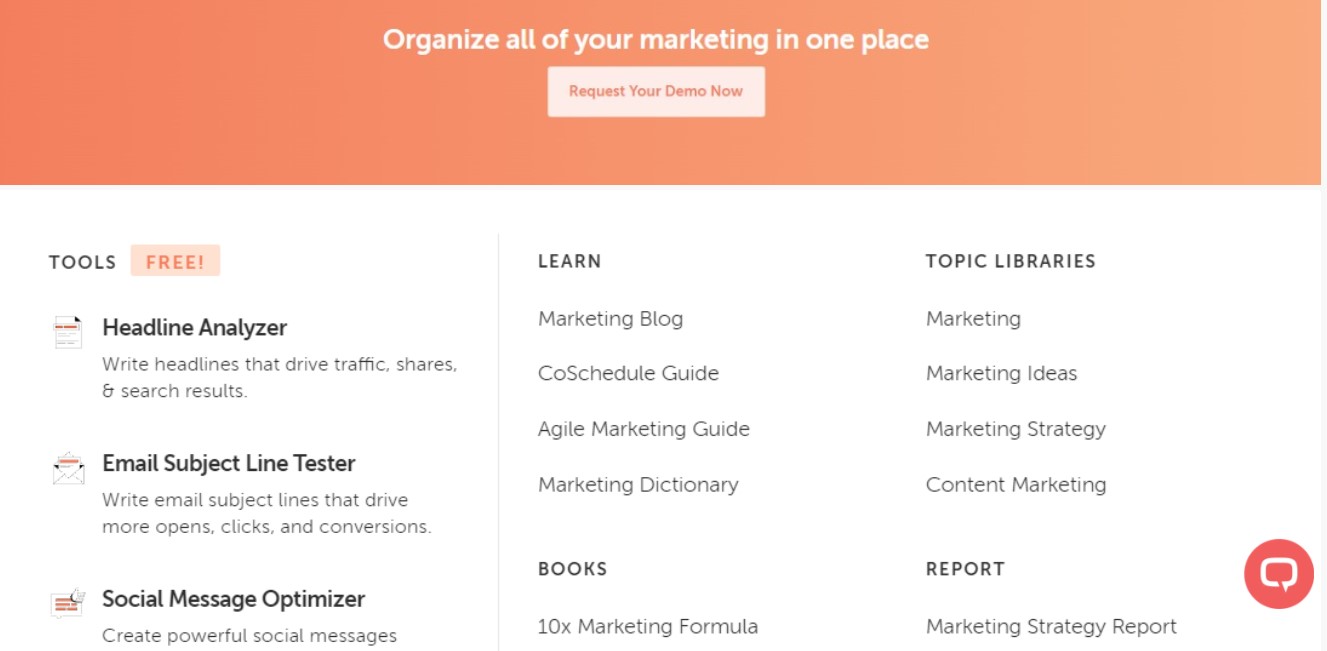 Organize all of your marketing in one place
Request Your Demo Now
TOOLS FREE!
Headline Analyzer
Write headlines that drive traffic, shares,
& search results.
Email Subject Line Tester
Write email subject lines that drive
more opens, clicks, and conversions.
Social Message Optimizer
Create powerful social messages
LEARN
Marketing Blog
CoSchedule Guide
Agile Marketing Guide
Marketing Dictionary
BOOKS
10x Marketing Formula
TOPIC LIBRARIES
Marketing
Marketing Ideas
Marketing Strategy
Content Marketing
REPORT
Marketing Strategy Report